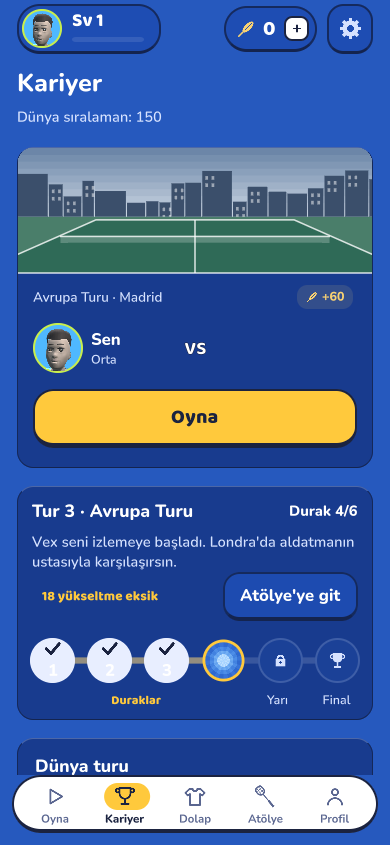 Sv 1
0
+
Kariyer
Dünya sıralaman: 150
Avrupa Turu · Madrid
+60
Sen
Orta
VS
Oyna
Tur 3 · Avrupa Turu
Durak 4/6
Vex seni izlemeye başladı. Londra'da aldatmanın
ustasıyla karşılaşırsın.
18 yükseltme eksik
Atölye'ye git
1
2
3
Duraklar
Yarı
Final
Dünya turu
Oyna
Kariyer
Dolap
Atölye
Profil